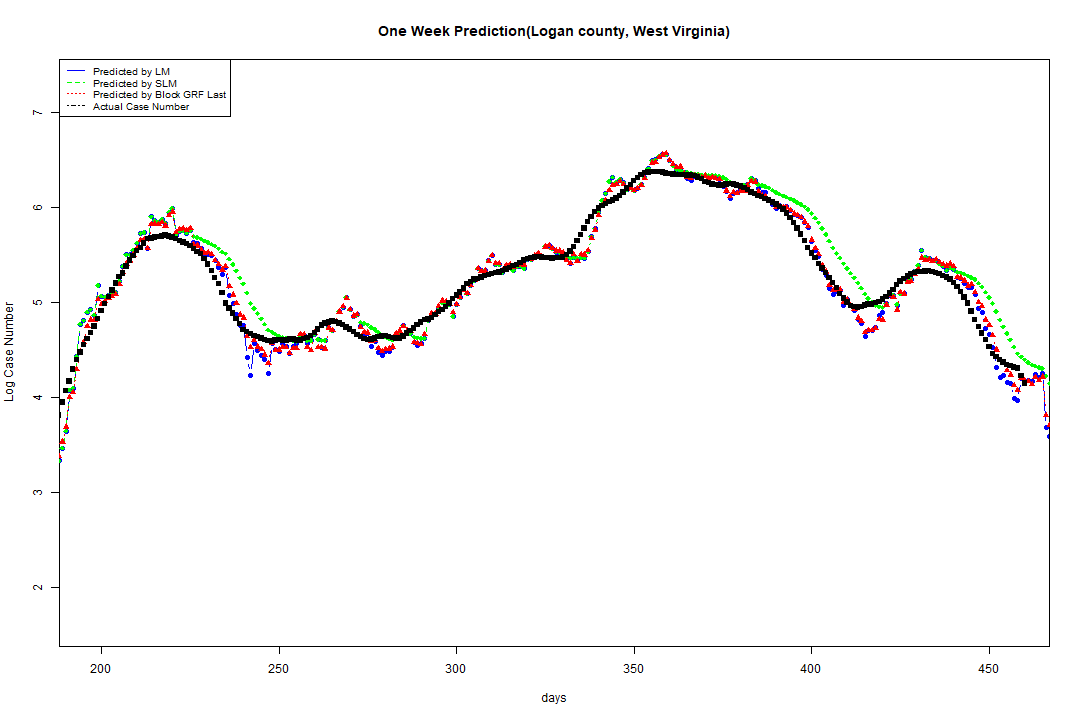 One Week Prediction(Logan county, West Virginia)
Predicted by LM
Predicted by SLM
Predicted by Block GRF Last
Actual Case Number
7
6
5
4
3
2
Log Case Number
200 250 300 350 400 450
days